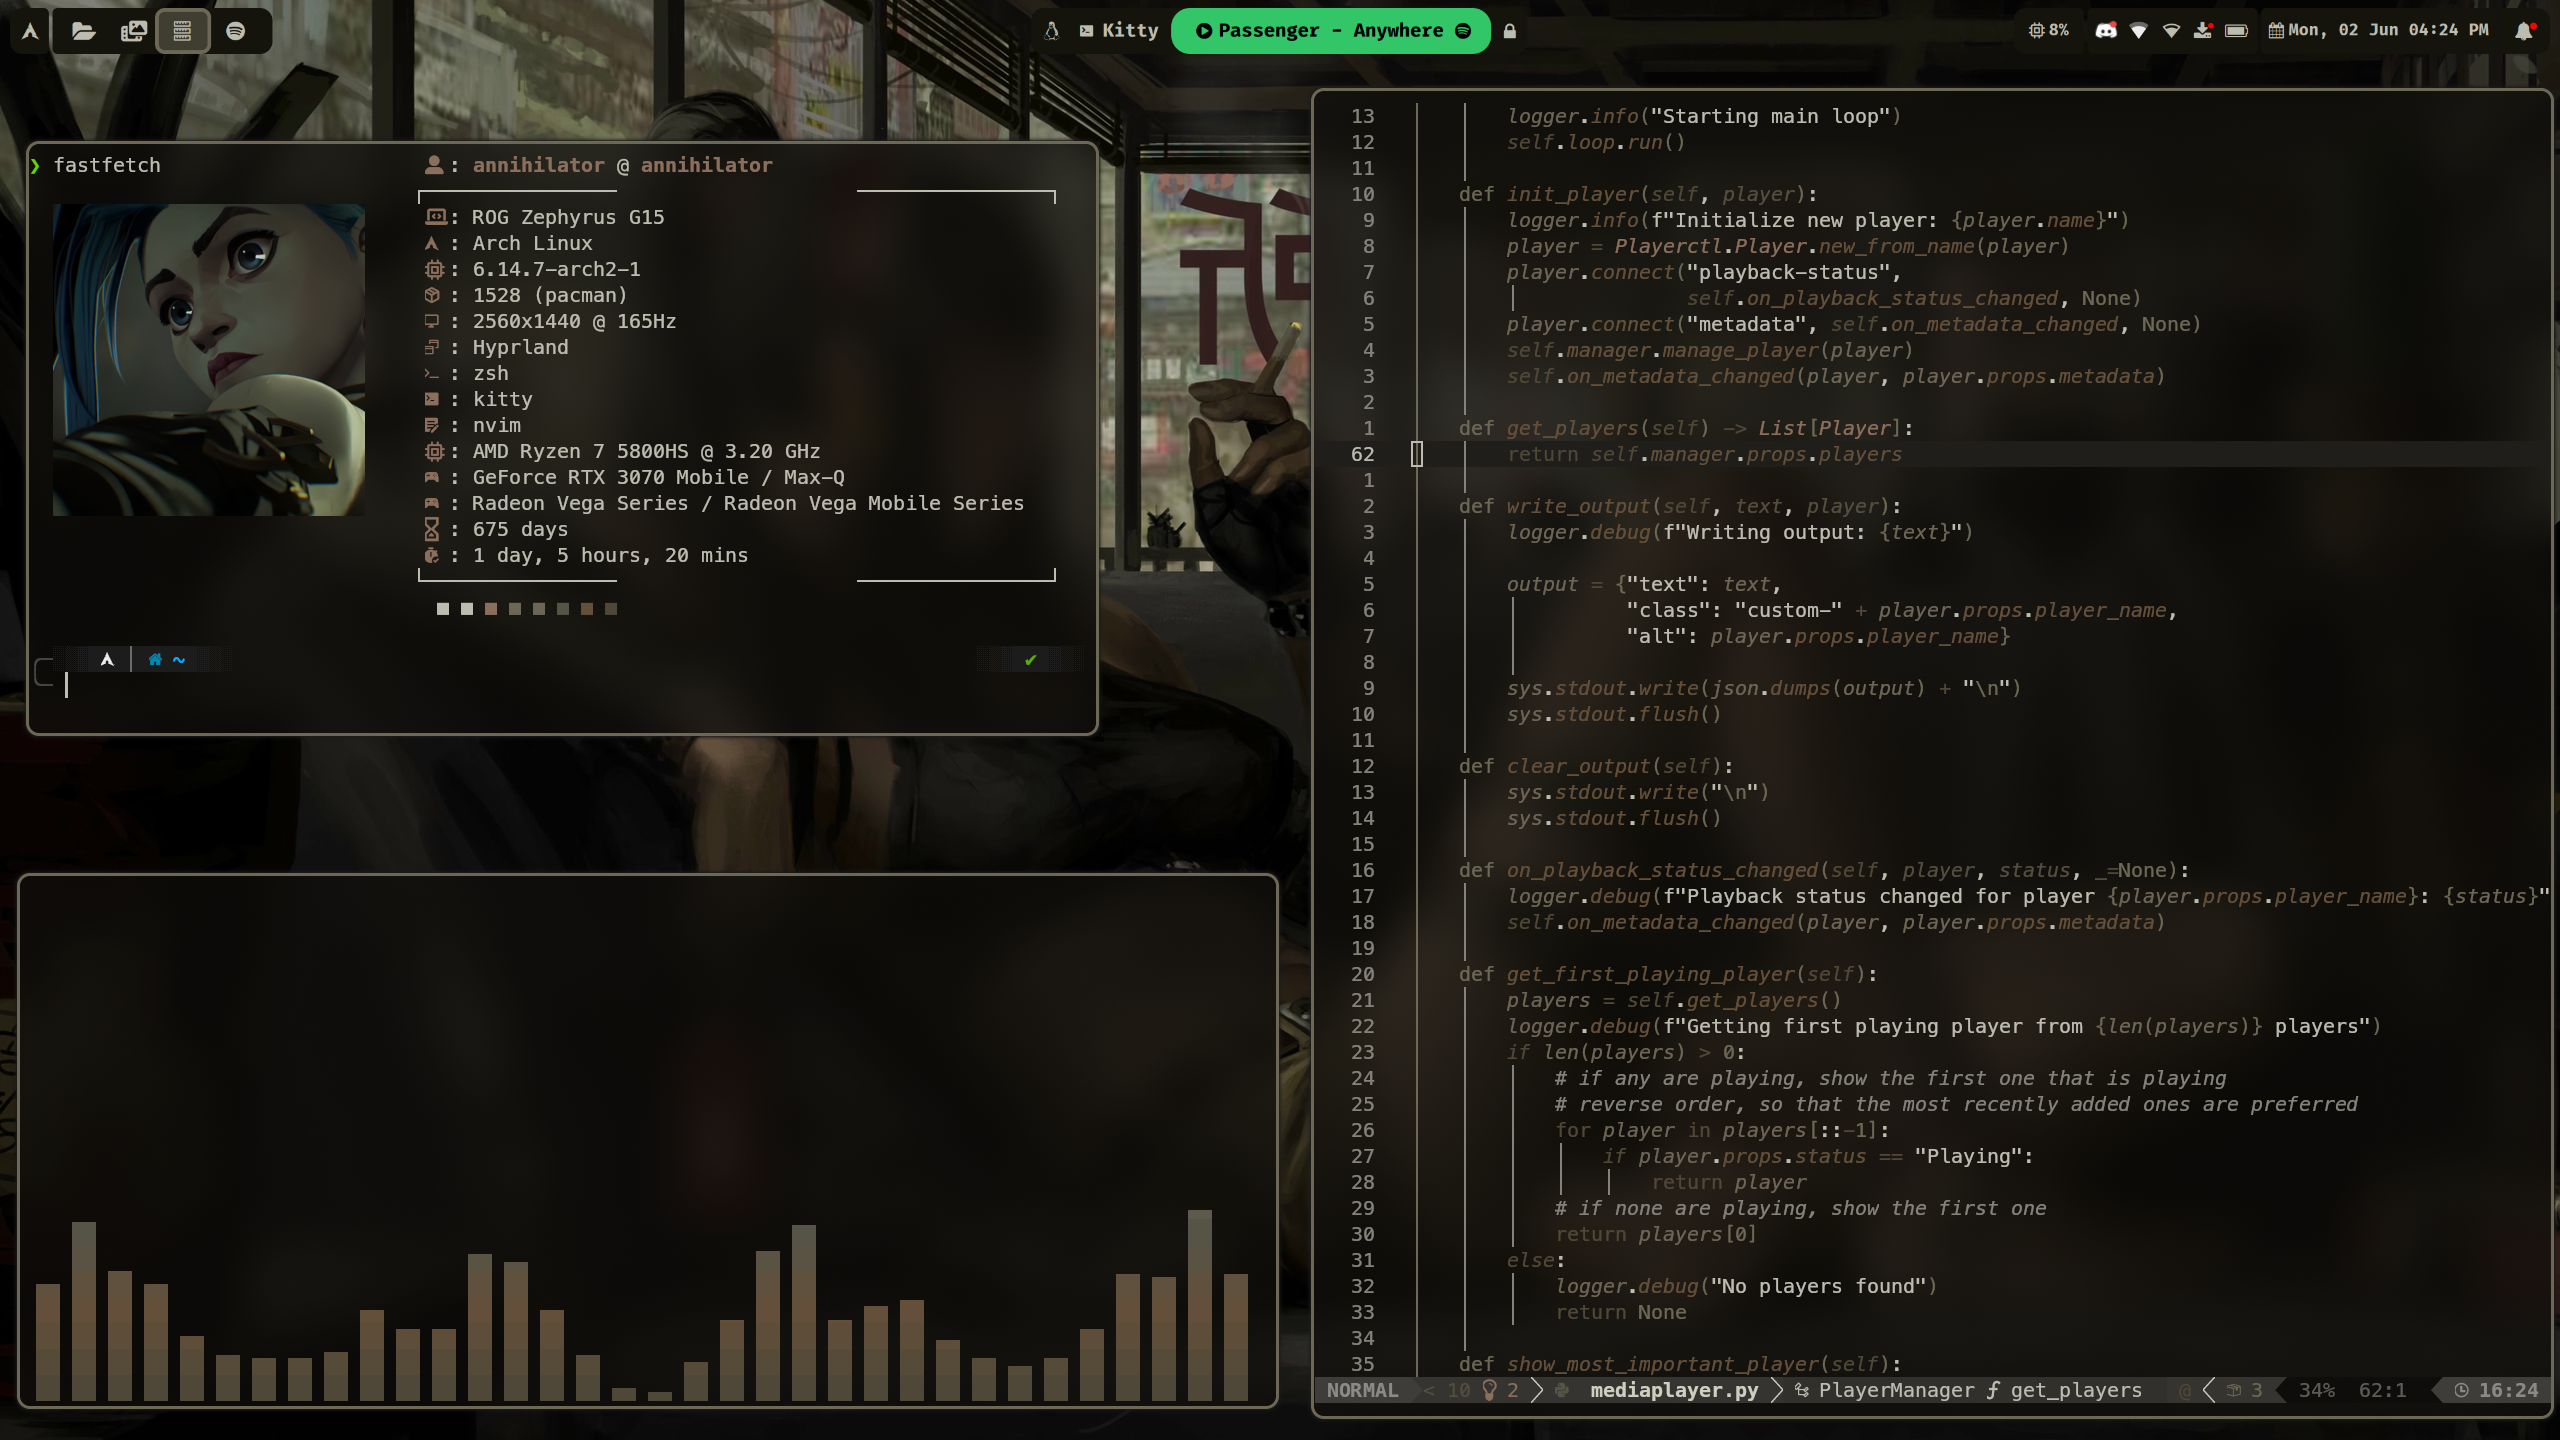 Kitty
Passenger - Anywhere
8%
Mon, 02 Jun 04:24 PM
❯ fastfetch
: annihilator @ annihilator
: ROG Zephyrus G15
: Arch Linux
: 6.14.7-arch2-1
: 1528 (pacman)
: 2560x1440 @ 165Hz
: Hyprland
: zsh
: kitty
: nvim
: AMD Ryzen 7 5800HS @ 3.20 GHz
: GeForce RTX 3070 Mobile / Max-Q
: Radeon Vega Series / Radeon Vega Mobile Series
: 675 days
: 1 day, 5 hours, 20 mins
~ ✔
13 logger.info("Starting main loop")
12 self.loop.run()
11
10 def init_player(self, player):
9 logger.info(f"Initialize new player: {player.name}")
8 player = Playerctl.Player.new_from_name(player)
7 player.connect("playback-status",
6 self.on_playback_status_changed, None)
5 player.connect("metadata", self.on_metadata_changed, None)
4 self.manager.manage_player(player)
3 self.on_metadata_changed(player, player.props.metadata)
2
1 def get_players(self) -> List[Player]:
62 return self.manager.props.players
1
2 def write_output(self, text, player):
3 logger.debug(f"Writing output: {text}")
4
5 output = {"text": text,
6 "class": "custom-" + player.props.player_name,
7 "alt": player.props.player_name}
8
9 sys.stdout.write(json.dumps(output) + "\n")
10 sys.stdout.flush()
11
12 def clear_output(self):
13 sys.stdout.write("\n")
14 sys.stdout.flush()
15
16 def on_playback_status_changed(self, player, status, _=None):
17 logger.debug(f"Playback status changed for player {player.props.player_name}: {status}"
18 self.on_metadata_changed(player, player.props.metadata)
19
20 def get_first_playing_player(self):
21 players = self.get_players()
22 logger.debug(f"Getting first playing player from {len(players)} players")
23 if len(players) > 0:
24 # if any are playing, show the first one that is playing
25 # reverse order, so that the most recently added ones are preferred
26 for player in players[::-1]:
27 if player.props.status == "Playing":
28 return player
29 # if none are playing, show the first one
30 return players[0]
31 else:
32 logger.debug("No players found")
33 return None
34
35 def show_most_important_player(self):
NORMAL < 10 2 mediaplayer.py PlayerManager ƒ get_players @ 3 34% 62:1 16:24